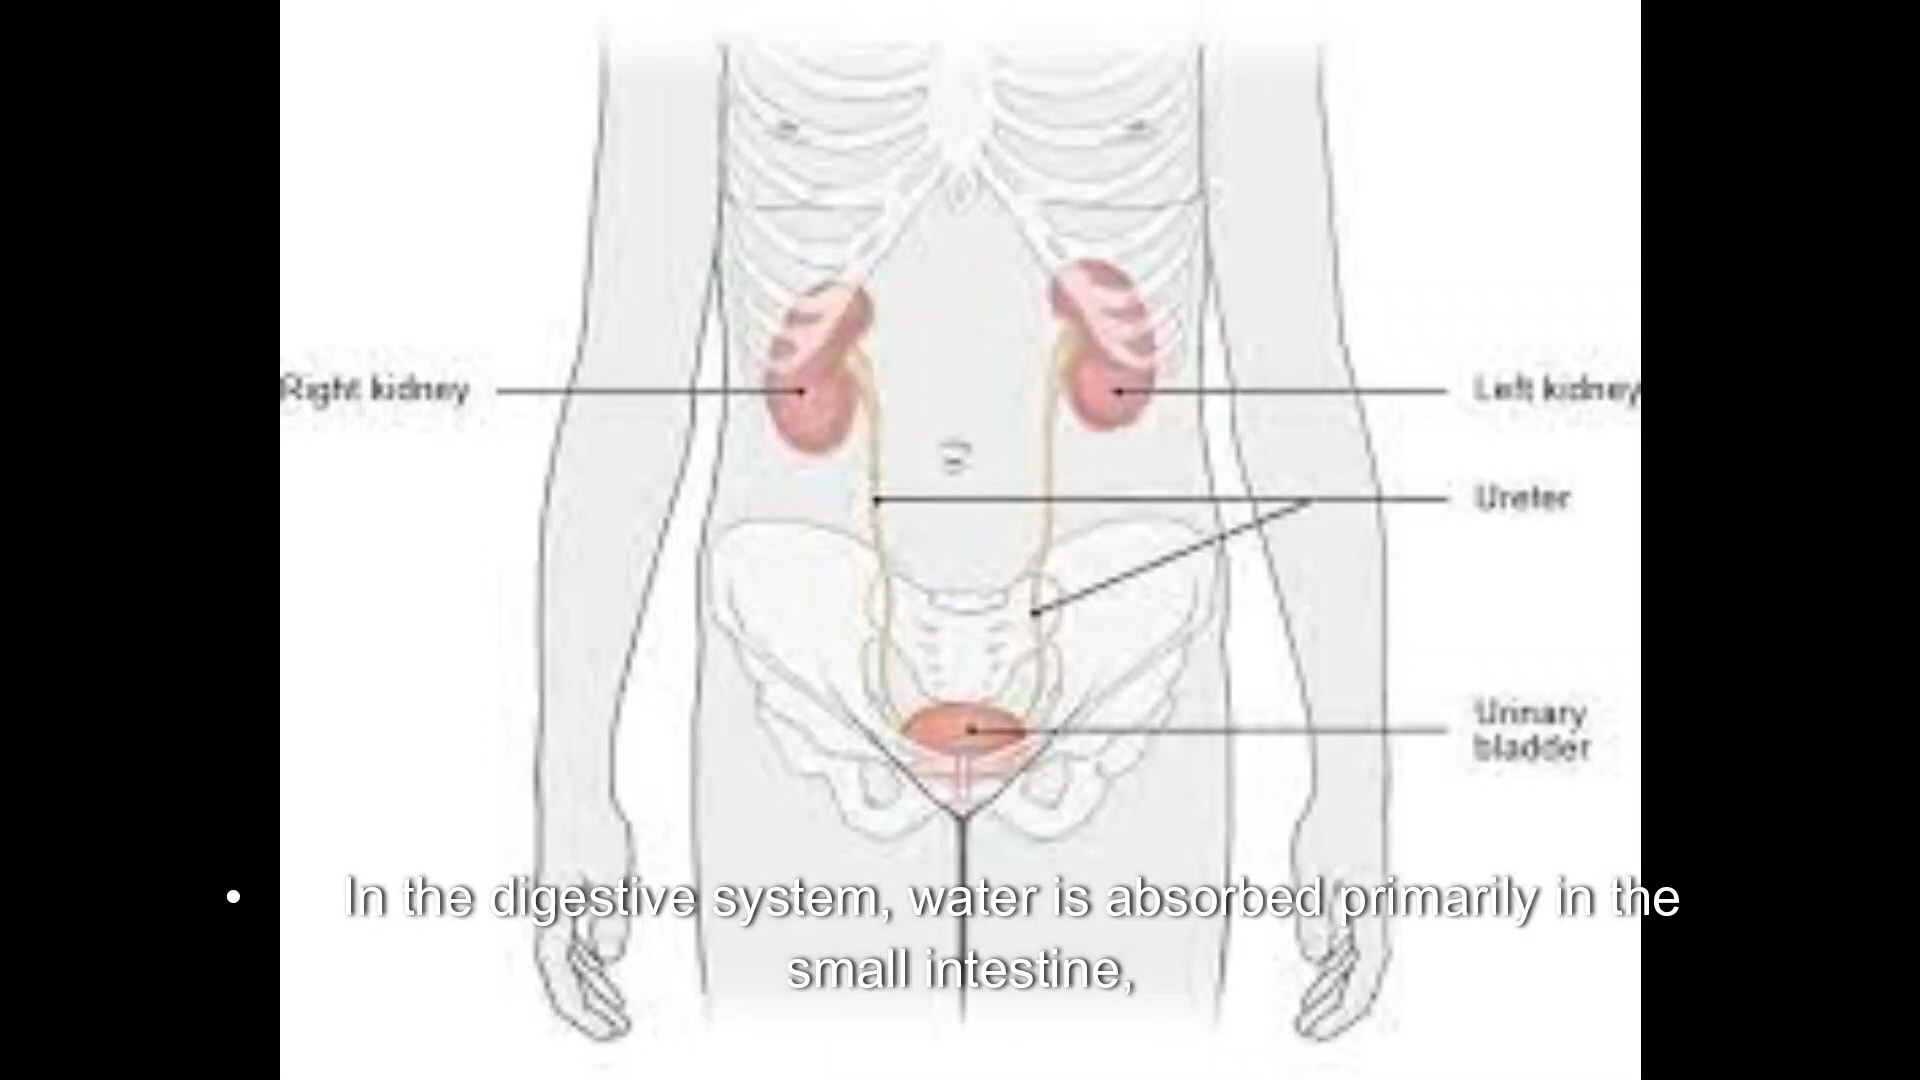 Right kidney
Left kidney
Ureter
Urinary
bladder
• In the digestive system, water is absorbed primarily in the
small intestine,